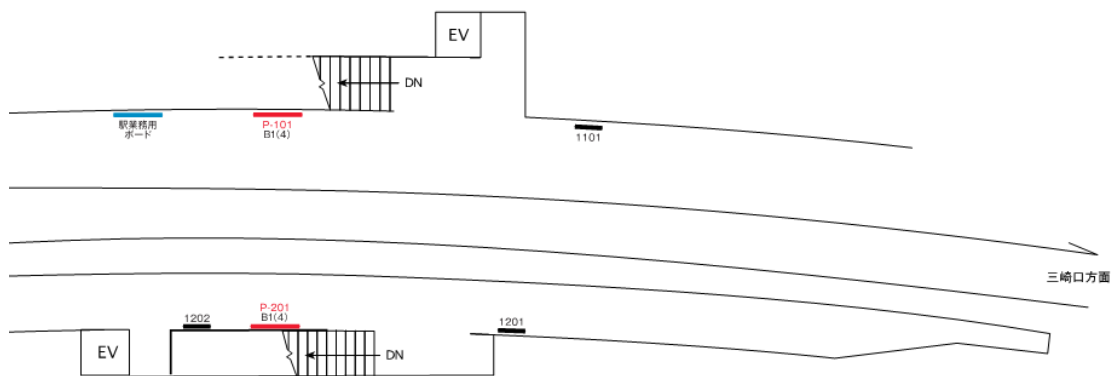 EV
DN
駅業務用
ボード
P-101
B1(4)
1101
三崎口方面
P-201
B1(4)
1202
1201
EV
DN